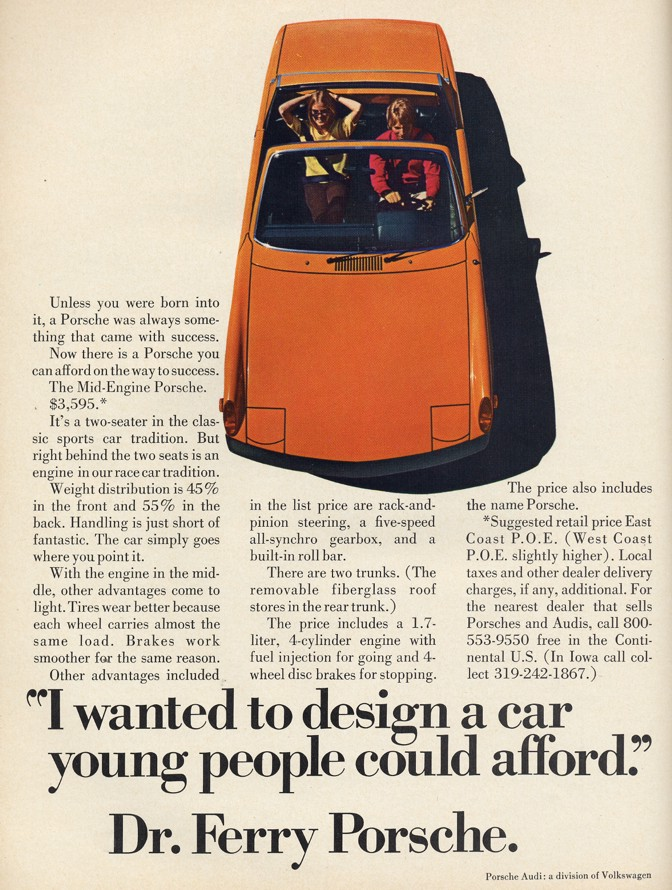 Unless you were born into
it, a Porsche was always some-
thing that came with success.
Now there is a Porsche you
can afford on the way to success.
The Mid-Engine Porsche.
$3,595.*
It's a two-seater in the clas-
sic sports car tradition. But
right behind the two seats is an
engine in our race car tradition.
Weight distribution is 45%
in the front and 55% in the
back. Handling is just short of
fantastic. The car simply goes
where you point it.
With the engine in the mid-
dle, other advantages come to
light. Tires wear better because
each wheel carries almost the
same load. Brakes work
smoother for the same reason.
Other advantages included
in the list price are rack-and-
pinion steering, a five-speed
all-synchro gearbox, and a
built-in roll bar.
There are two trunks. (The
removable fiberglass roof
stores in the rear trunk.)
The price includes a 1.7-
liter, 4-cylinder engine with
fuel injection for going and 4-
wheel disc brakes for stopping.
The price also includes
the name Porsche.
*Suggested retail price East
Coast P.O.E. (West Coast
P.O.E. slightly higher). Local
taxes and other dealer delivery
charges, if any, additional. For
the nearest dealer that sells
Porsches and Audis, call 800-
553-9550 free in the Conti-
nental U.S. (In Iowa call col-
lect 319-242-1867.)
"I wanted to design a car
young people could afford."
Dr. Ferry Porsche.
Porsche Audi: a division of Volkswagen